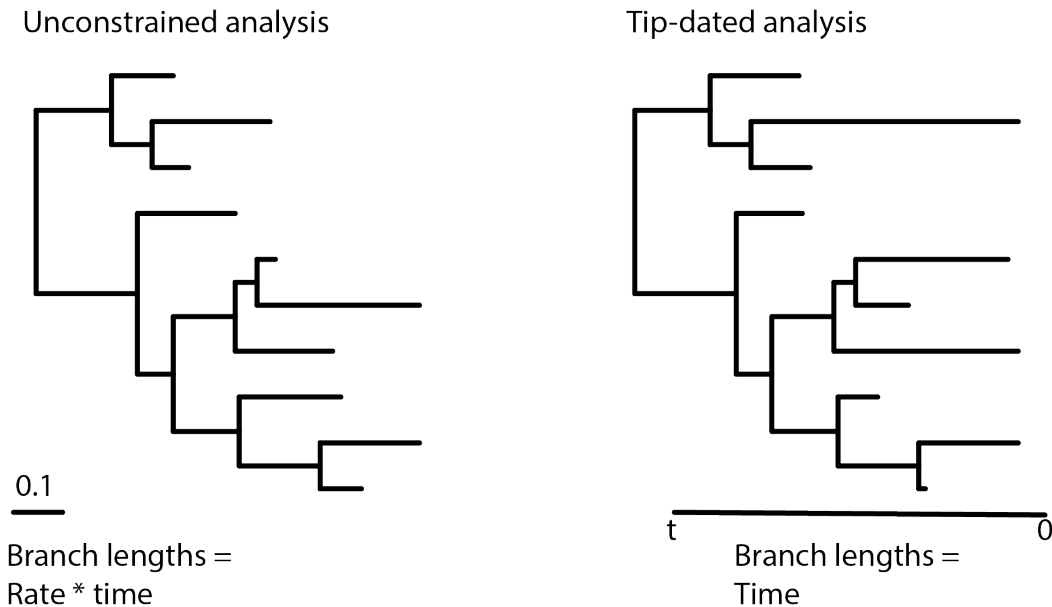 Unconstrained analysis
Tip-dated analysis
0.1
t
0
Branch lengths =
Rate * time
Branch lengths =
Time